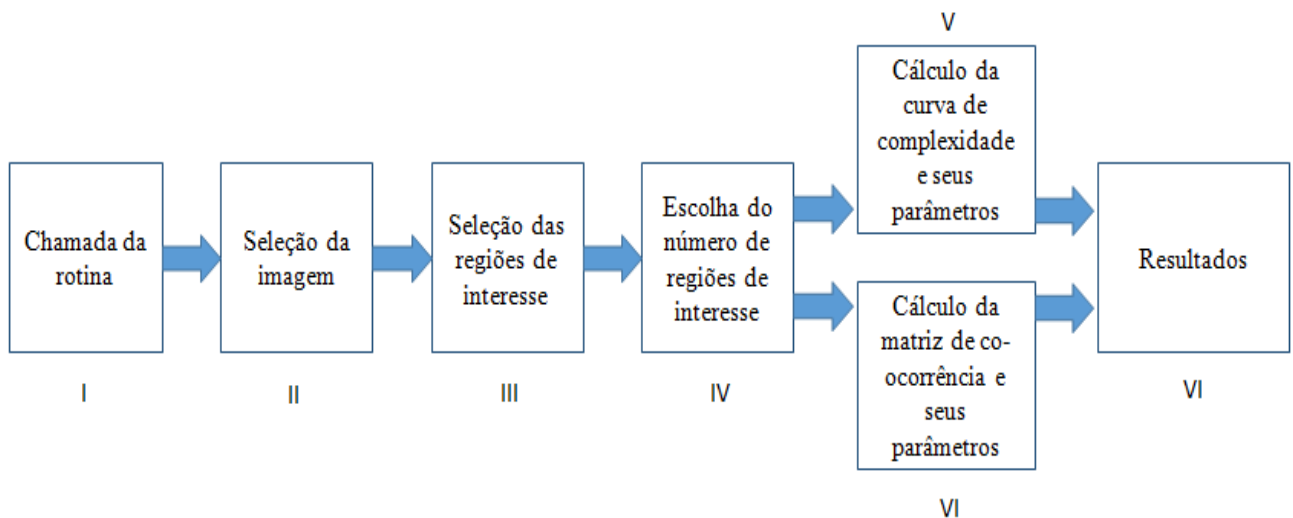 Chamada da
rotina
I
Seleção da
imagem
II
Seleção das
regiões de
interesse
III
Escolha do
número de
regiões de
interesse
IV
V
Cálculo da
curva de
complexidade
e seus
parâmetros
Cálculo da
matriz de co-
ocorrência e
seus
parâmetros
VI
Resultados
VI